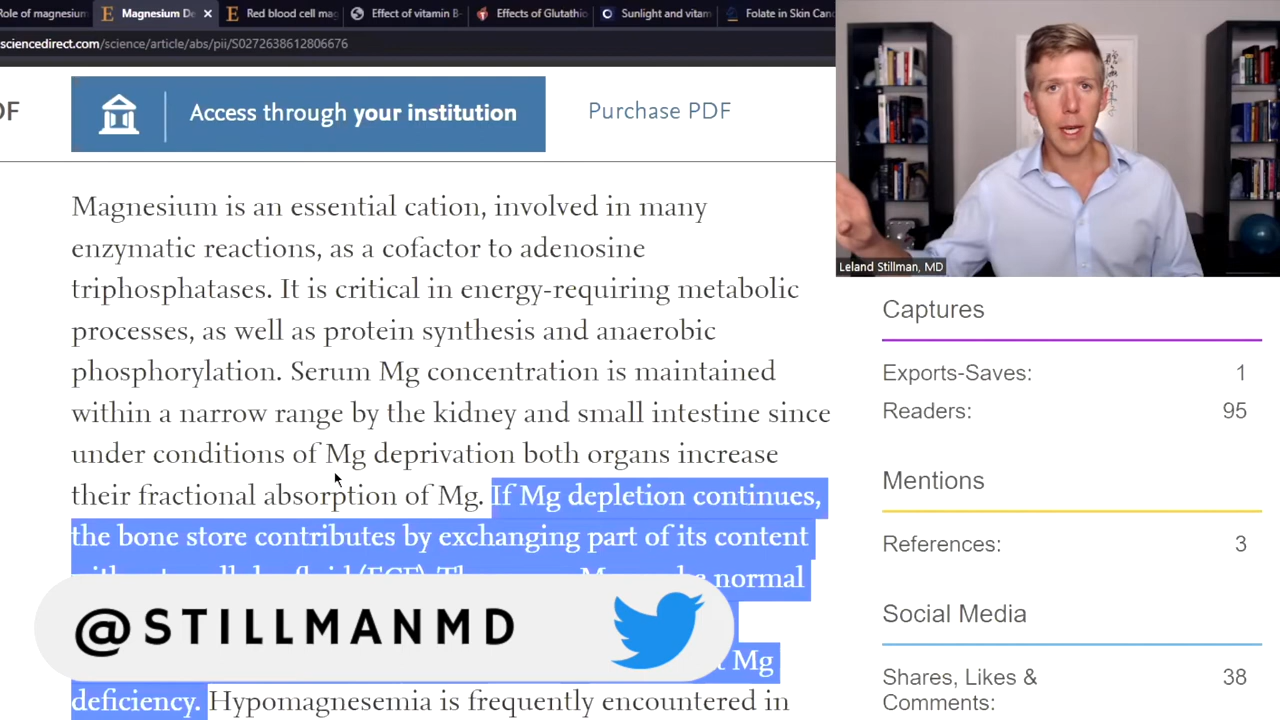 Role of magnesium
Magnesium De
Red blood cell mag
Effect of vitamin B-
Effects of Glutathio
Sunlight and vitam
Folate in Skin Canc
sciencedirect.com/science/article/abs/pii/S0272638612806676
DF
Access through your institution
Purchase PDF
Magnesium is an essential cation, involved in many
enzymatic reactions, as a cofactor to adenosine
triphosphatases. It is critical in energy-requiring metabolic
processes, as well as protein synthesis and anaerobic
phosphorylation. Serum Mg concentration is maintained
within a narrow range by the kidney and small intestine since
under conditions of Mg deprivation both organs increase
their fractional absorption of Mg. If Mg depletion continues,
the bone store contributes by exchanging part of its content
normal
Mg
deficiency. Hypomagnesemia is frequently encountered in
@STILLMANMD
Leland Stillman, MD
Captures
Exports-Saves: 1
Readers: 95
Mentions
References: 3
Social Media
Shares, Likes & 38
Comments: